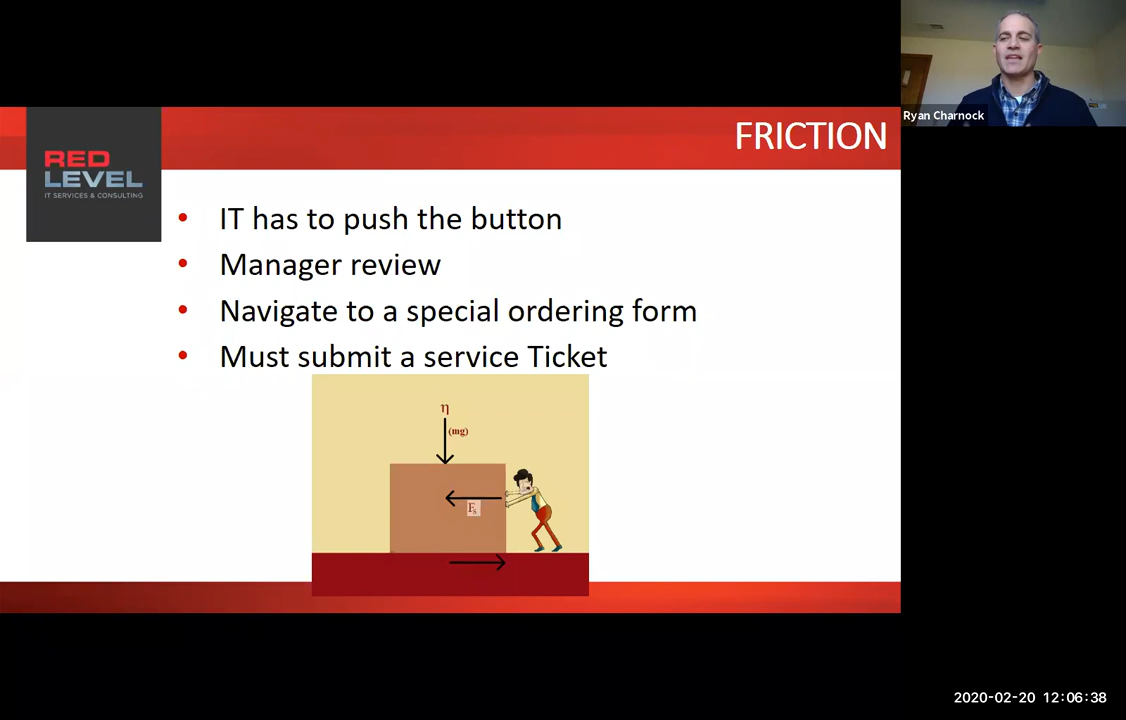 Ryan Charnock
FRICTION
RED
LEVEL
IT SERVICES & CONSULTING
• IT has to push the button
• Manager review
• Navigate to a special ordering form
• Must submit a service Ticket
η
(mg)
Fs
2020-02-20 12:06:38